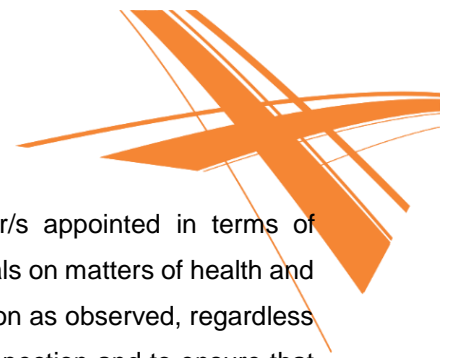 r/s appointed in terms of
als on matters of health and
on as observed, regardless